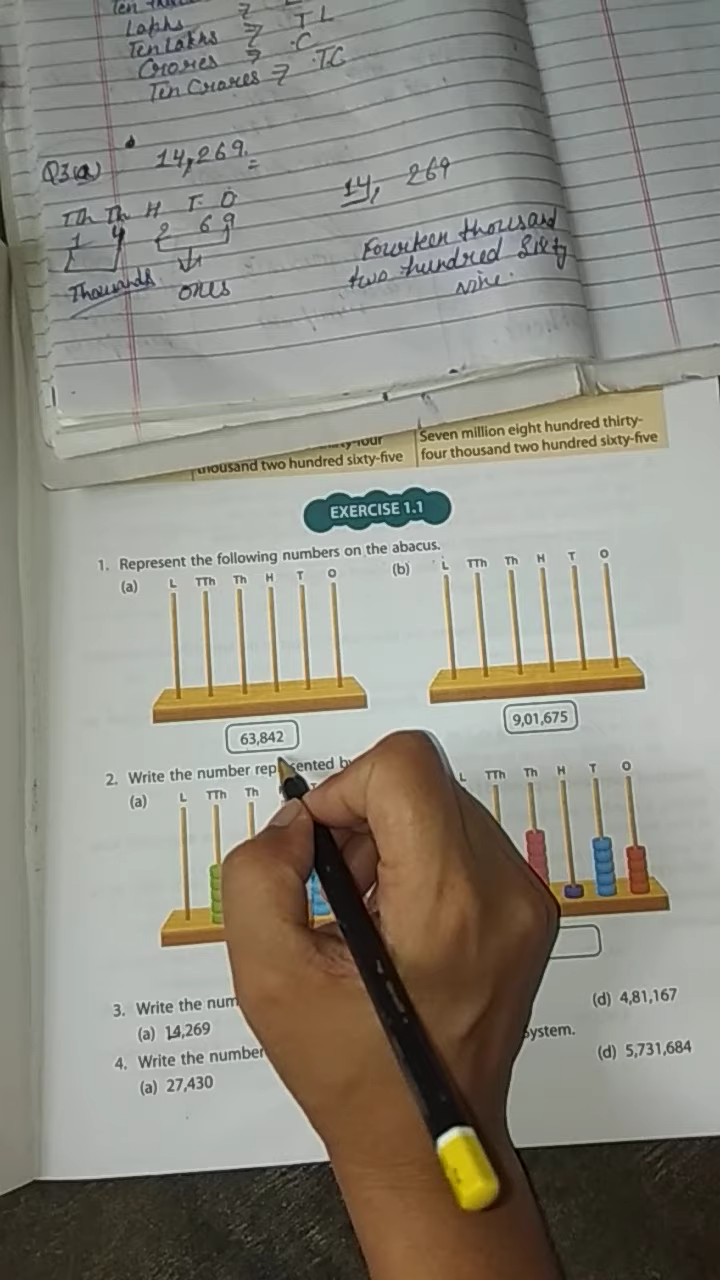 Lakhs ⇒ T L
Ten Lakhs ⇒ C
Crores ⇒ TC
Ten Crores ⇒
Q3(a) 14,269 =
TTh Th H T O
1 4 2 6 9
Thousands ones
14, 269
Fourteen thousand
two hundred Sixty
nine.
thousand two hundred sixty-five
Seven million eight hundred thirty-
four thousand two hundred sixty-five
EXERCISE 1.1
1. Represent the following numbers on the abacus.
(a) L TTh Th H T O
(b) L TTh Th H T O
63,842
9,01,675
2. Write the number represented
(a) L TTh Th
L TTh Th H T O
3. Write the num
(a) 14,269
(d) 4,81,167
4. Write the number
System.
(a) 27,430
(d) 5,731,684